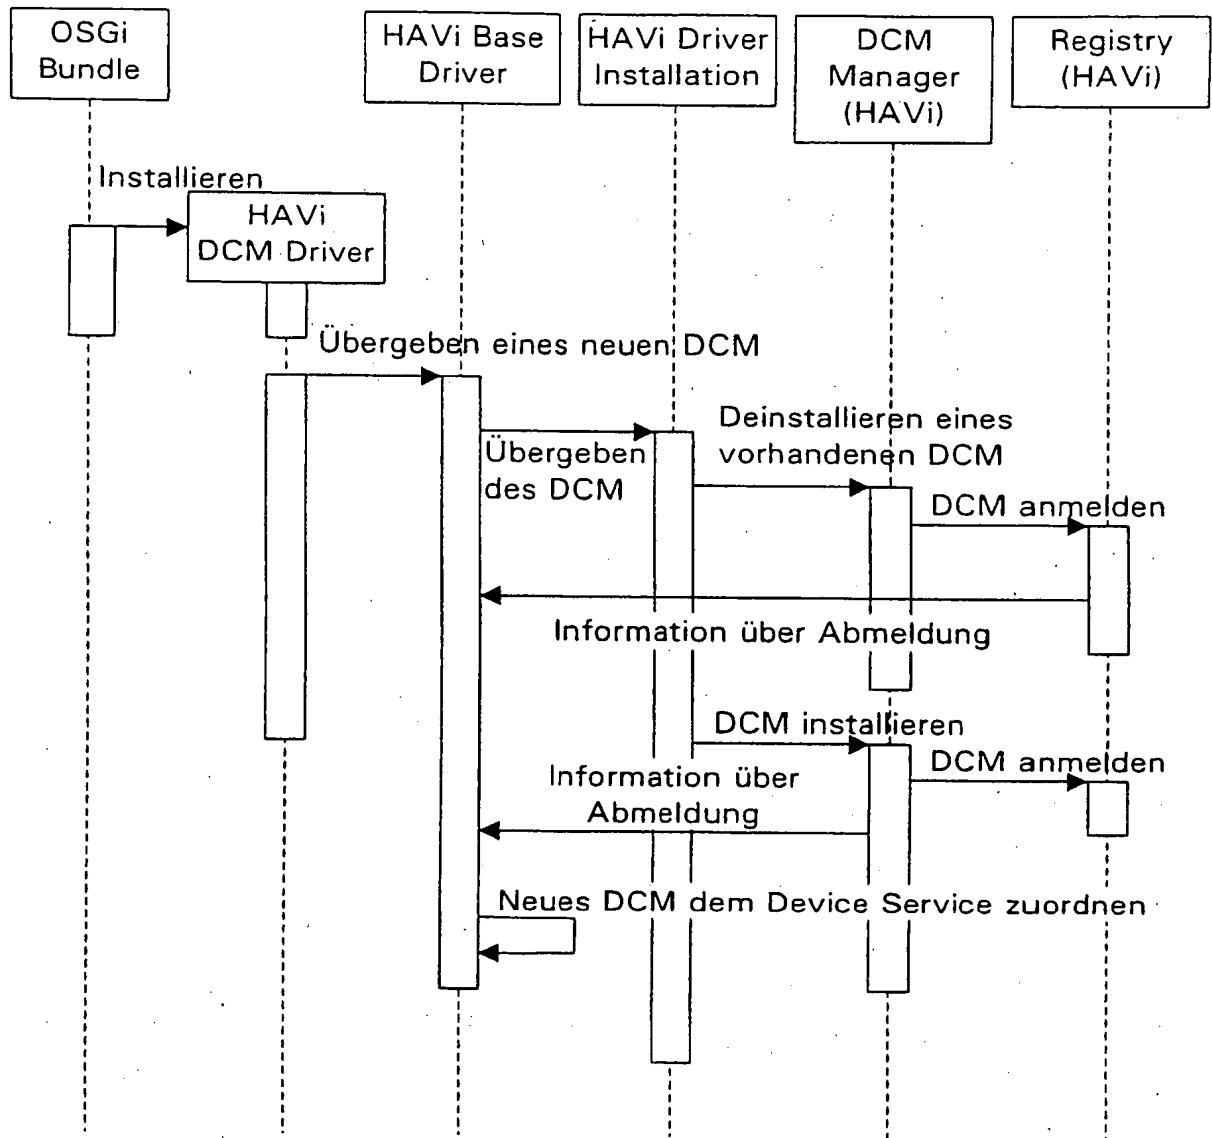 OSGi
Bundle
HAVi Base
Driver
HAVi Driver
Installation
DCM
Manager
(HAVi)
Registry
(HAVi)
Installieren
HAVi
DCM Driver
Übergeben eines neuen DCM
Übergeben
des DCM
Deinstallieren eines
vorhandenen DCM
DCM anmelden
Information über Abmeldung
DCM installieren
DCM anmelden
Information über
Abmeldung
Neues DCM dem Device Service zuordnen